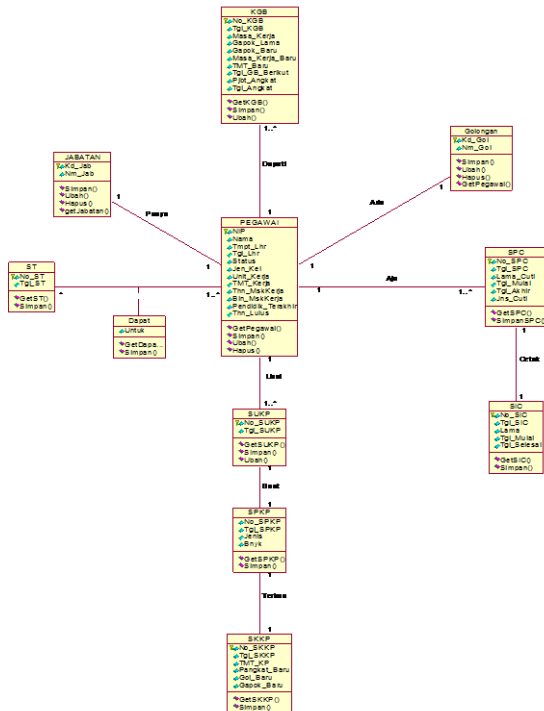 KGB
No_KGB
Tgl_KGB
Masa_Kerja
Gapok_Lama
Gapok_Baru
Masa_Kerja_Baru
TMT_Baru
Tgl_GB_Berikut
Pjbt_Angkat
Tgl_Angkat
GetKGB()
Simpan()
Ubah()
1..*
Dapati
1
Golongan
Kd_Gol
Nm_Gol
Simpan()
Ubah()
Hapus()
GetPegawai()
1
Ada
1
JABATAN
Kd_Jab
Nm_Jab
Simpan()
Ubah()
Hapus()
getJabatan()
1
Punya
1
PEGAWAI
NIP
Nama
Tmpt_Lhr
Tgl_Lhr
Status
Jen_Kel
Unit_Kerja
TMT_Kerja
Thn_MskKerja
Bln_MskKerja
Pendidik_Terakhir
Thn_Lulus
GetPegawai()
Simpan()
Ubah()
Hapus()
ST
No_ST
Tgl_ST
GetST()
Simpan()
*
1..*
Dapat
Untuk
GetDapa...
Simpan()
1
Aju
1..*
SPC
No_SPC
Tgl_SPC
Lama_Cuti
Tgl_Mulai
Tgl_Akhir
Jns_Cuti
GetSPC()
SimpanSPC()
1
Cetak
1
SIC
No_SIC
Tgl_SIC
Lama
Tgl_Mulai
Tgl_Selesai
GetSIC()
Simpan()
1
1..*
SUKP
No_SUKP
Tgl_SUKP
GetSUKP()
Simpan()
Ubah()
1
Buat
1
SPKP
No_SPKP
Tgl_SPKP
Jenis
Bnyk
GetSPKP()
Simpan()
1
Terima
1
SKKP
No_SKKP
Tgl_SKKP
TMT_KP
Pangkat_Baru
Gol_Baru
Gapok_Baru
GetSKKP()
Simpan()